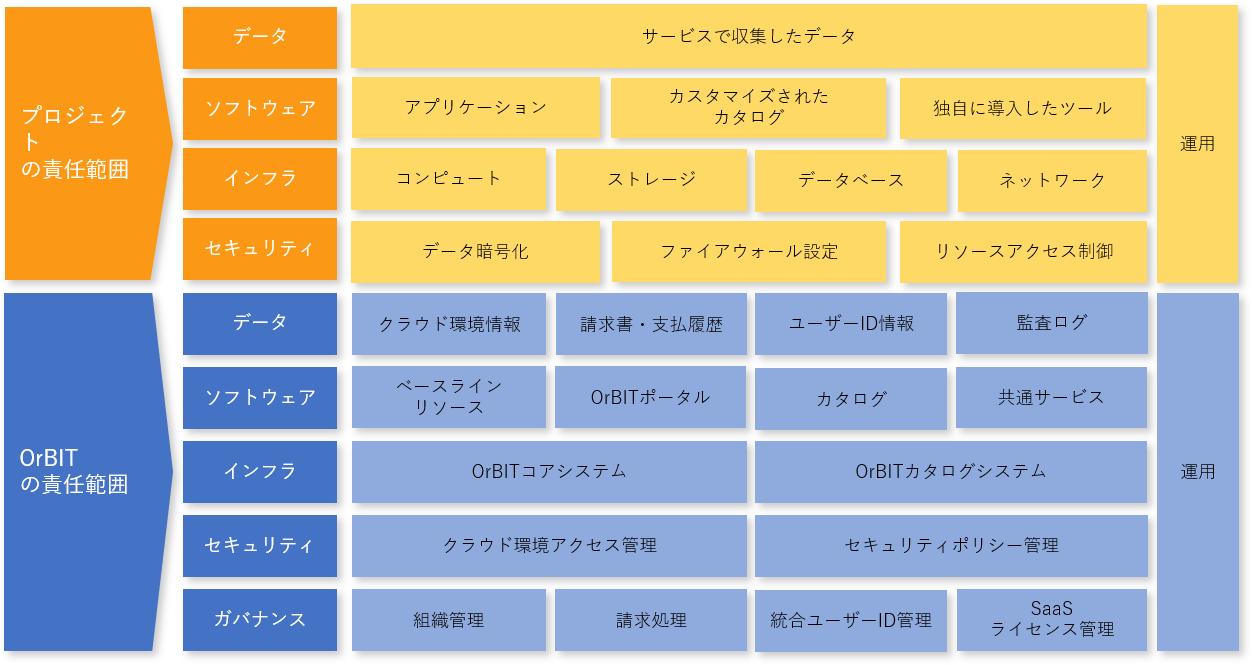 プロジェク
ト
の責任範囲
データ
サービスで収集したデータ
ソフトウェア
アプリケーション
カスタマイズされた
カタログ
独自に導入したツール
インフラ
コンピュート
ストレージ
データベース
ネットワーク
セキュリティ
データ暗号化
ファイアウォール設定
リソースアクセス制御
運用
OrBIT
の責任範囲
データ
クラウド環境情報
請求書・支払履歴
ユーザーID情報
監査ログ
ソフトウェア
ベースライン
リソース
OrBITポータル
カタログ
共通サービス
インフラ
OrBITコアシステム
OrBITカタログシステム
セキュリティ
クラウド環境アクセス管理
セキュリティポリシー管理
ガバナンス
組織管理
請求処理
統合ユーザーID管理
SaaS
ライセンス管理
運用